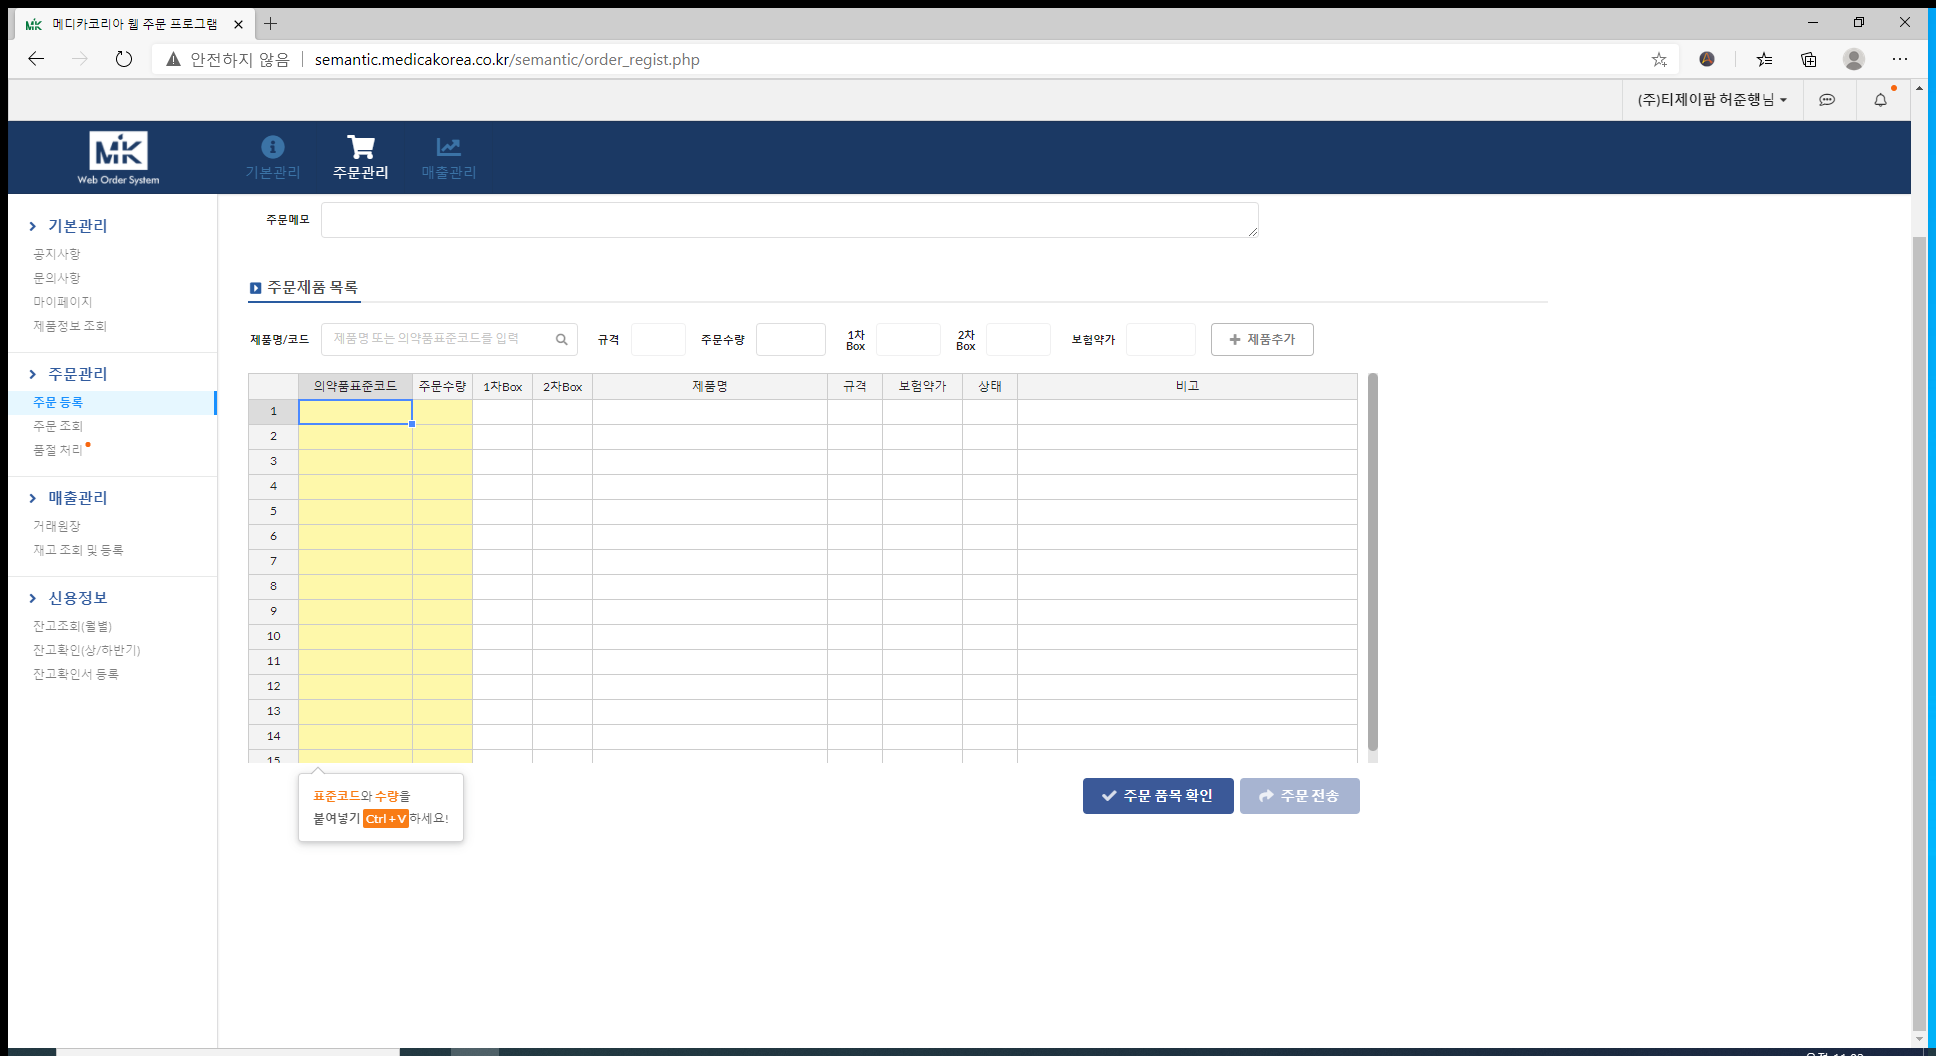 메디카코리아 웹 주문 프로그램
안전하지 않음
semantic.medicakorea.co.kr/semantic/order_regist.php
(주)티제이팜 허준행님
MIK
Web Order System
기본관리
주문관리
매출관리
기본관리
공지사항
문의사항
마이페이지
제품정보 조회
주문관리
주문 등록
주문 조회
품절 처리
매출관리
거래원장
재고 조회 및 등록
신용정보
잔고조회(월별)
잔고확인(상/하반기)
잔고확인서 등록
주문메모
주문제품 목록
제품명/코드 제품명 또는 의약품표준코드를 입력 규격 주문수량 1차 Box 2차 Box 보험약가 제품추가
의약품표준코드 주문수량 1차Box 2차Box 제품명 규격 보험약가 상태 비고
1
2
3
4
5
6
7
8
9
10
11
12
13
14
15
표준코드와 수량을
붙여넣기 Ctrl+V하세요!
주문 품목 확인
주문 전송